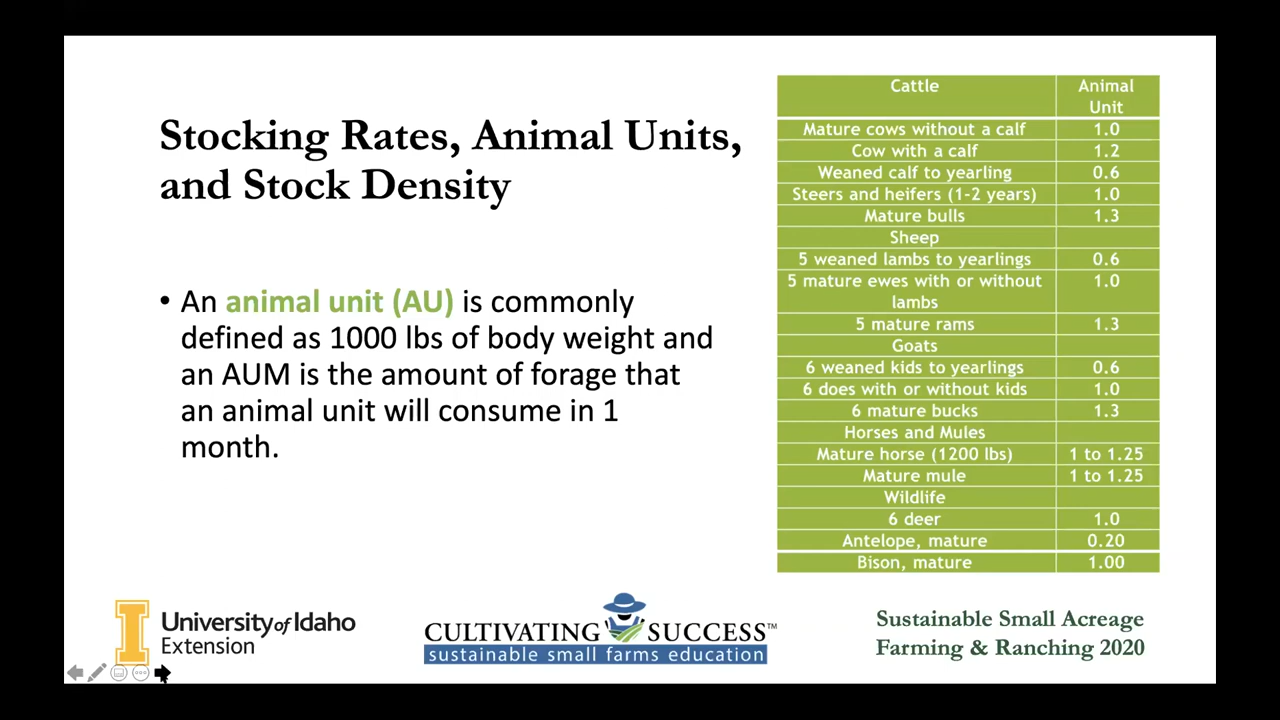 Stocking Rates, Animal Units,
and Stock Density
• An animal unit (AU) is commonly
defined as 1000 lbs of body weight and
an AUM is the amount of forage that
an animal unit will consume in 1
month.
Cattle Animal
Unit
Mature cows without a calf 1.0
Cow with a calf 1.2
Weaned calf to yearling 0.6
Steers and heifers (1-2 years) 1.0
Mature bulls 1.3
Sheep
5 weaned lambs to yearlings 0.6
5 mature ewes with or without 1.0
lambs
5 mature rams 1.3
Goats
6 weaned kids to yearlings 0.6
6 does with or without kids 1.0
6 mature bucks 1.3
Horses and Mules
Mature horse (1200 lbs) 1 to 1.25
Mature mule 1 to 1.25
Wildlife
6 deer 1.0
Antelope, mature 0.20
Bison, mature 1.00
I
University of Idaho
Extension
CULTIVATING SUCCESS™
sustainable small farms education
Sustainable Small Acreage
Farming & Ranching 2020